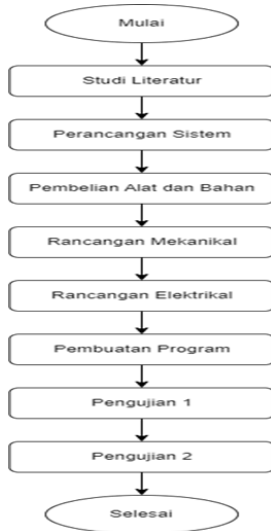 Mulai
Studi Literatur
Perancangan Sistem
Pembelian Alat dan Bahan
Rancangan Mekanikal
Rancangan Elektrikal
Pembuatan Program
Pengujian 1
Pengujian 2
Selesai